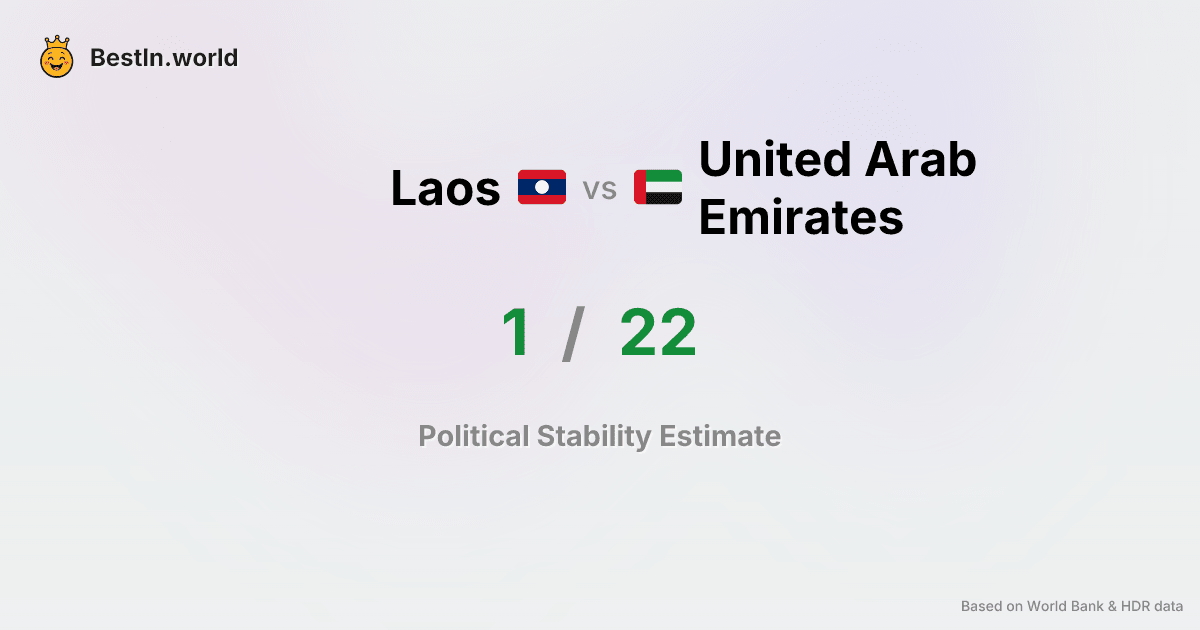 BestIn.world
Laos vs United Arab
Emirates
1 / 22
Political Stability Estimate
Based on World Bank & HDR data